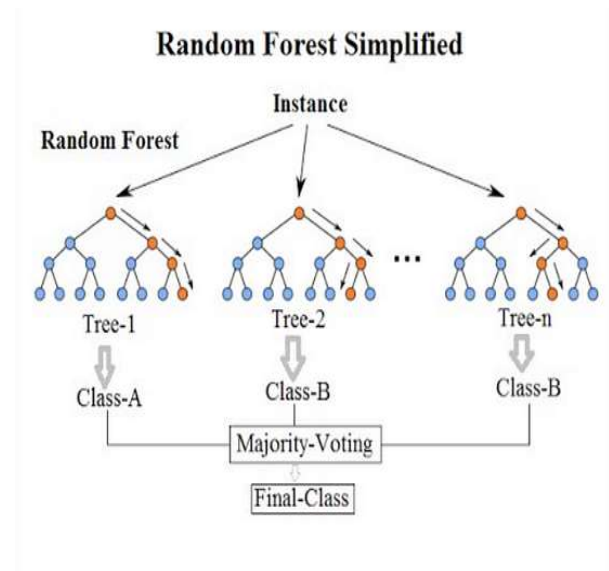 Random Forest Simplified
Instance
Random Forest
...
Tree-1
Tree-2
Tree-n
Class-A
Class-B
Class-B
Majority-Voting
Final-Class